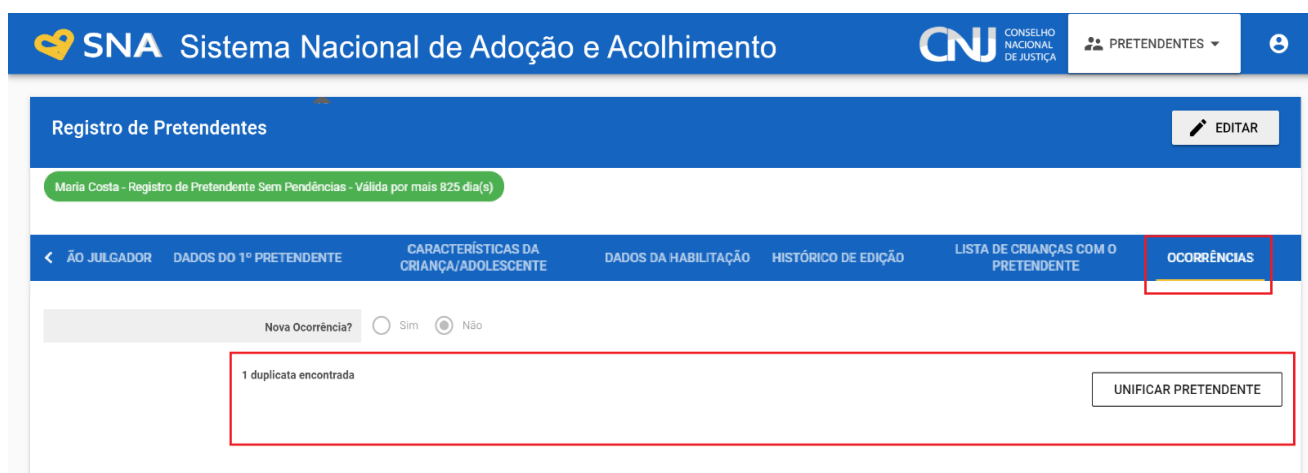 SNA Sistema Nacional de Adoção e Acolhimento
CNJ
CONSELHO
NACIONAL
DE JUSTIÇA
PRETENDENTES
Registro de Pretendentes
EDITAR
Maria Costa - Registro de Pretendente Sem Pendências - Válida por mais 825 dia(s)
ÃO JULGADOR
DADOS DO 1º PRETENDENTE
CARACTERÍSTICAS DA
CRIANÇA/ADOLESCENTE
DADOS DA HABILITAÇÃO
HISTÓRICO DE EDIÇÃO
LISTA DE CRIANÇAS COM O
PRETENDENTE
OCORRÊNCIAS
Nova Ocorrência? Sim Não
1 duplicata encontrada
UNIFICAR PRETENDENTE